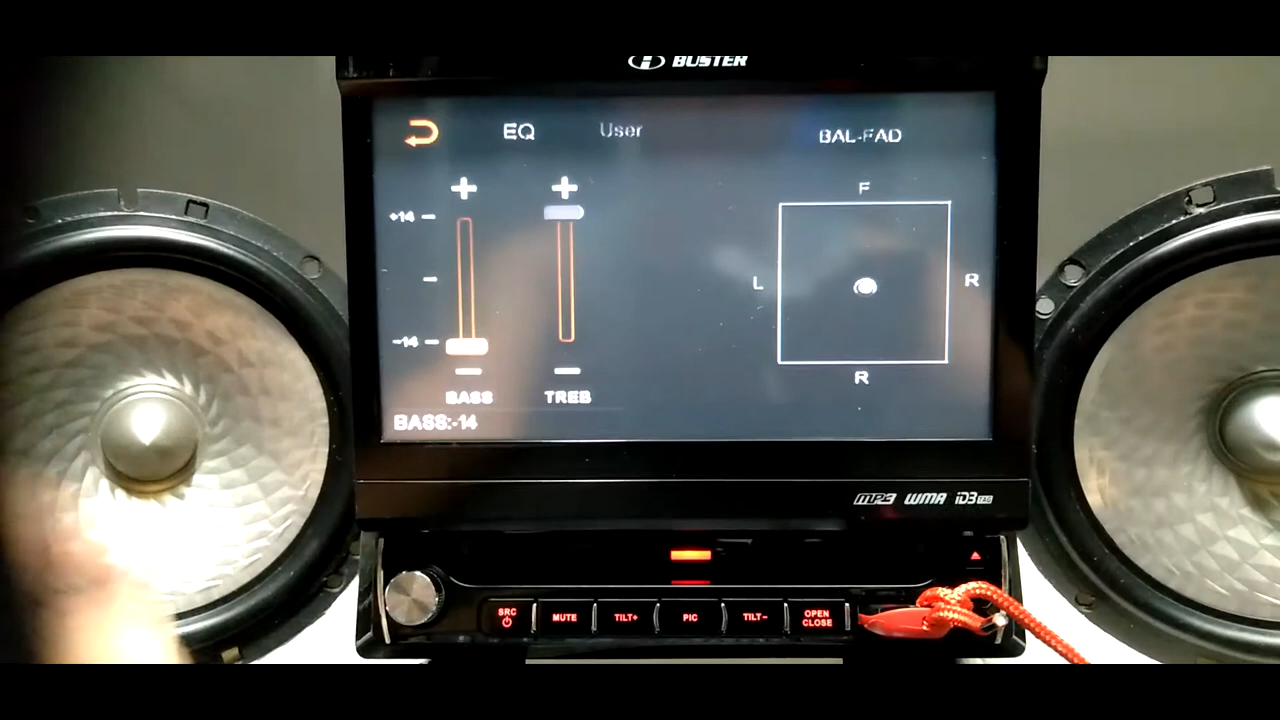 BUSTER
EQ User BAL-FAD
F
+14
L R
-14
R
BASS TREB
BASS:-14
MP3 WMA iD3 TAG
SRC MUTE TILT+ PIC TILT- OPEN CLOSE